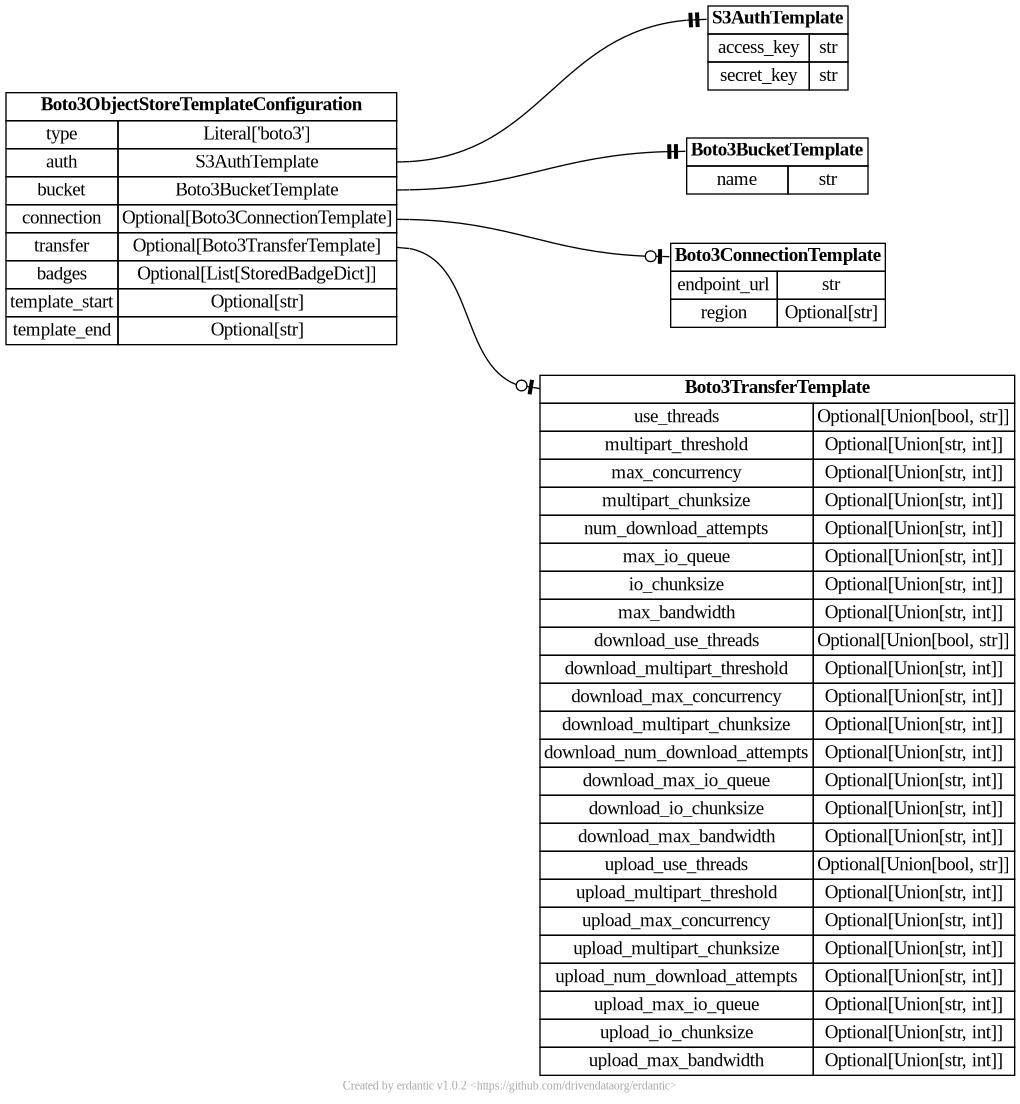 Boto3ObjectStoreTemplateConfiguration
type Literal['boto3']
auth S3AuthTemplate
bucket Boto3BucketTemplate
connection Optional[Boto3ConnectionTemplate]
transfer Optional[Boto3TransferTemplate]
badges Optional[List[StoredBadgeDict]]
template_start Optional[str]
template_end Optional[str]
S3AuthTemplate
access_key str
secret_key str
Boto3BucketTemplate
name str
Boto3ConnectionTemplate
endpoint_url str
region Optional[str]
Boto3TransferTemplate
use_threads Optional[Union[bool, str]]
multipart_threshold Optional[Union[str, int]]
max_concurrency Optional[Union[str, int]]
multipart_chunksize Optional[Union[str, int]]
num_download_attempts Optional[Union[str, int]]
max_io_queue Optional[Union[str, int]]
io_chunksize Optional[Union[str, int]]
max_bandwidth Optional[Union[str, int]]
download_use_threads Optional[Union[bool, str]]
download_multipart_threshold Optional[Union[str, int]]
download_max_concurrency Optional[Union[str, int]]
download_multipart_chunksize Optional[Union[str, int]]
download_num_download_attempts Optional[Union[str, int]]
download_max_io_queue Optional[Union[str, int]]
download_io_chunksize Optional[Union[str, int]]
download_max_bandwidth Optional[Union[str, int]]
upload_use_threads Optional[Union[bool, str]]
upload_multipart_threshold Optional[Union[str, int]]
upload_max_concurrency Optional[Union[str, int]]
upload_multipart_chunksize Optional[Union[str, int]]
upload_num_download_attempts Optional[Union[str, int]]
upload_max_io_queue Optional[Union[str, int]]
upload_io_chunksize Optional[Union[str, int]]
upload_max_bandwidth Optional[Union[str, int]]
Created by erdantic v1.0.2 <https://github.com/drivendataorg/erdantic>